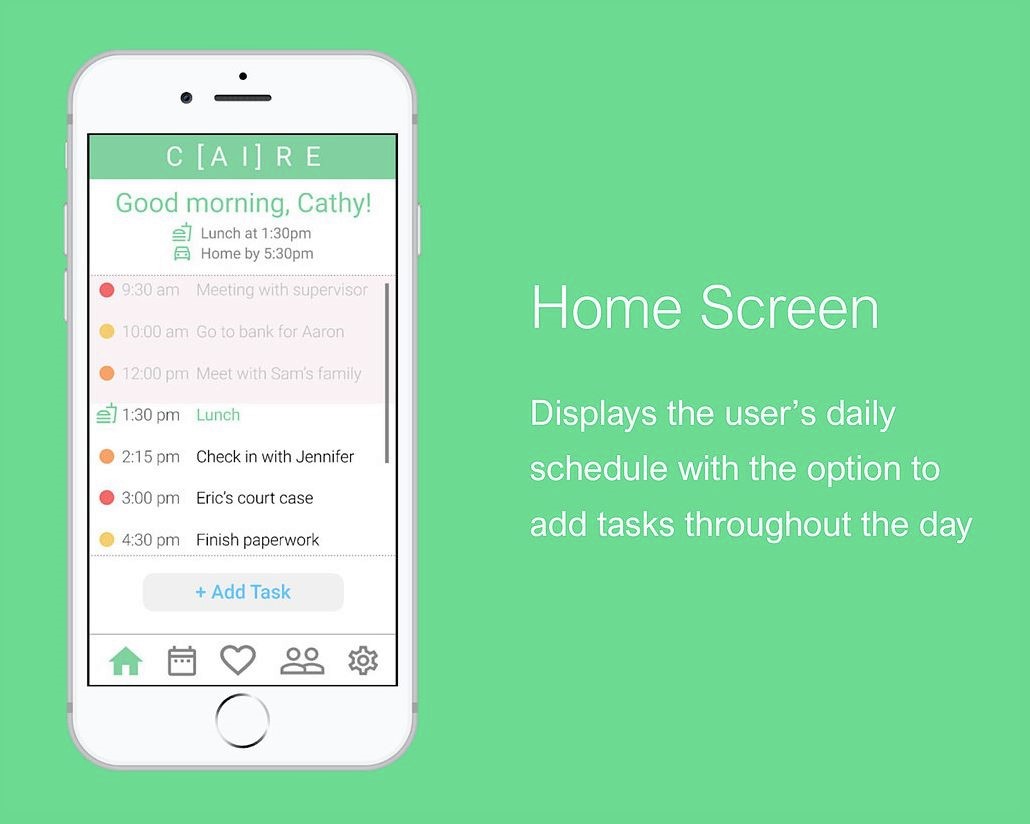 C [ A I ] R E
Good morning, Cathy!
Lunch at 1:30pm
Home by 5:30pm
9:30 am Meeting with supervisor
10:00 am Go to bank for Aaron
12:00 pm Meet with Sam's family
1:30 pm Lunch
2:15 pm Check in with Jennifer
3:00 pm Eric's court case
4:30 pm Finish paperwork
+ Add Task
Home Screen
Displays the user's daily
schedule with the option to
add tasks throughout the day